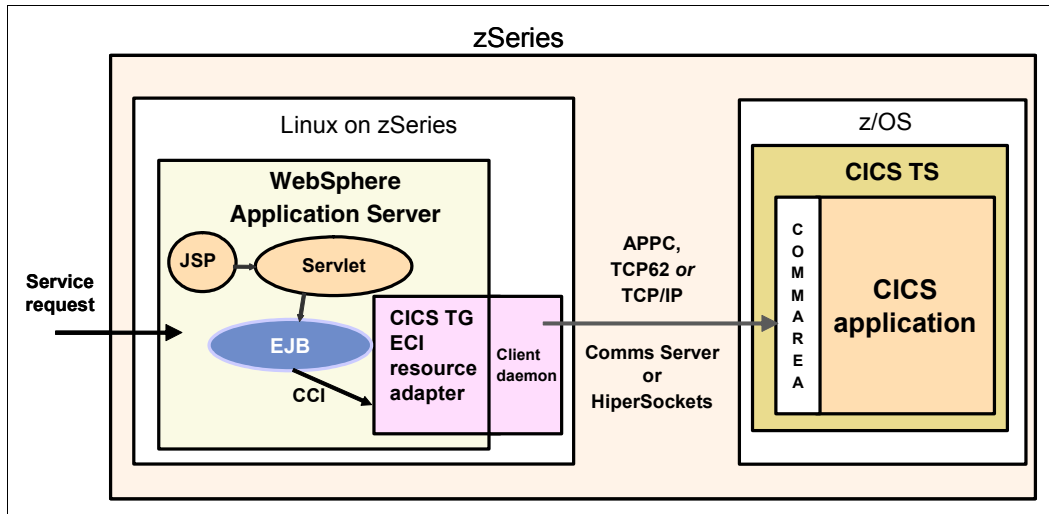 zSeries
Linux on zSeries
WebSphere
Application Server
JSP
Servlet
Service
request
EJB
CCI
CICS TG
ECI
resource
adapter
Client
daemon
APPC,
TCP62 or
TCP/IP
Comms Server
or
HiperSockets
z/OS
CICS TS
COMMAREA
CICS
application